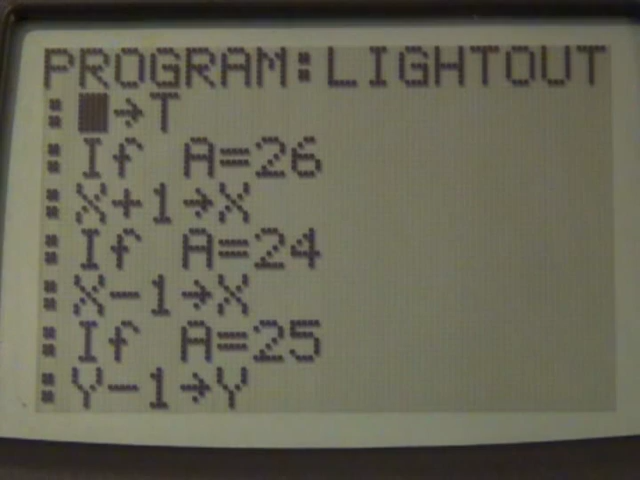 PROGRAM:LIGHTOUT
:█→T
:If A=26
:X+1→X
:If A=24
:X-1→X
:If A=25
:Y-1→Y